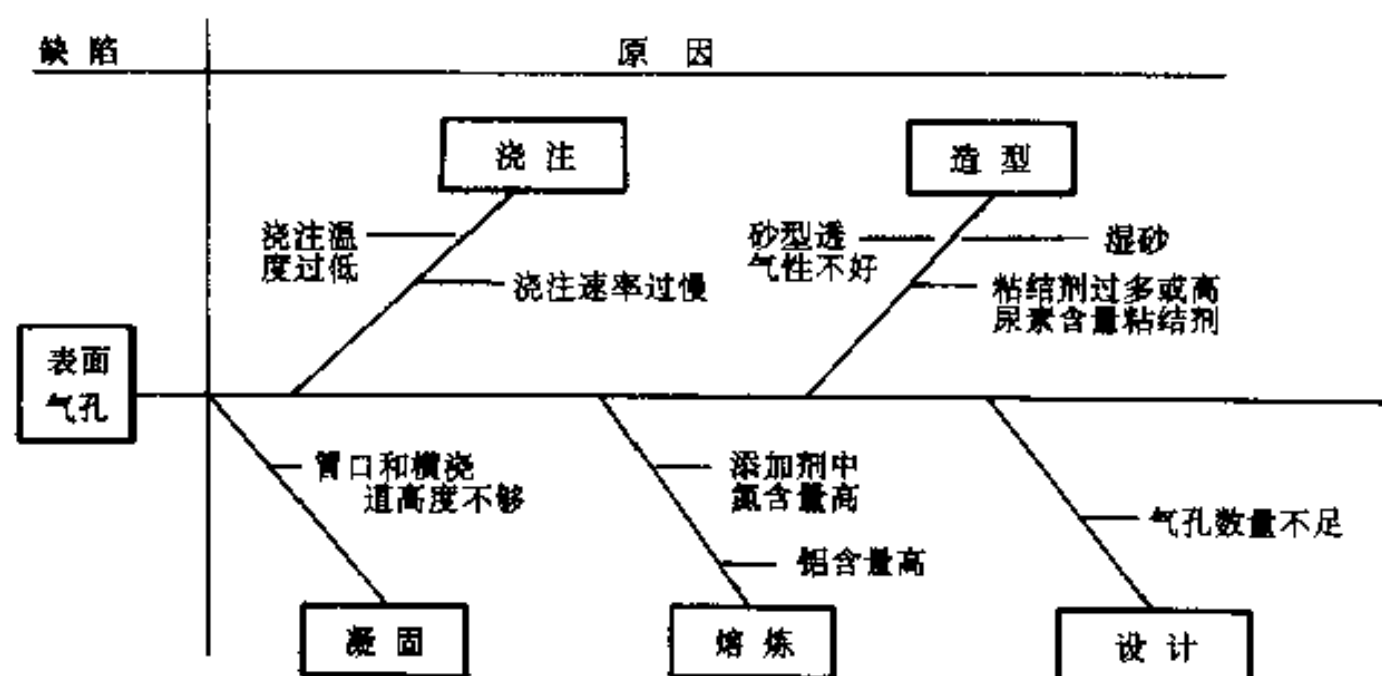 缺陷
原因
浇注
造型
浇注温
度过低
浇注速率过慢
砂型透
气性不好
湿砂
粘结剂过多或高
尿素含量粘结剂
表面
气孔
冒口和横浇
道高度不够
添加剂中
氮含量高
铝含量高
气孔数量不足
凝固
熔炼
设计